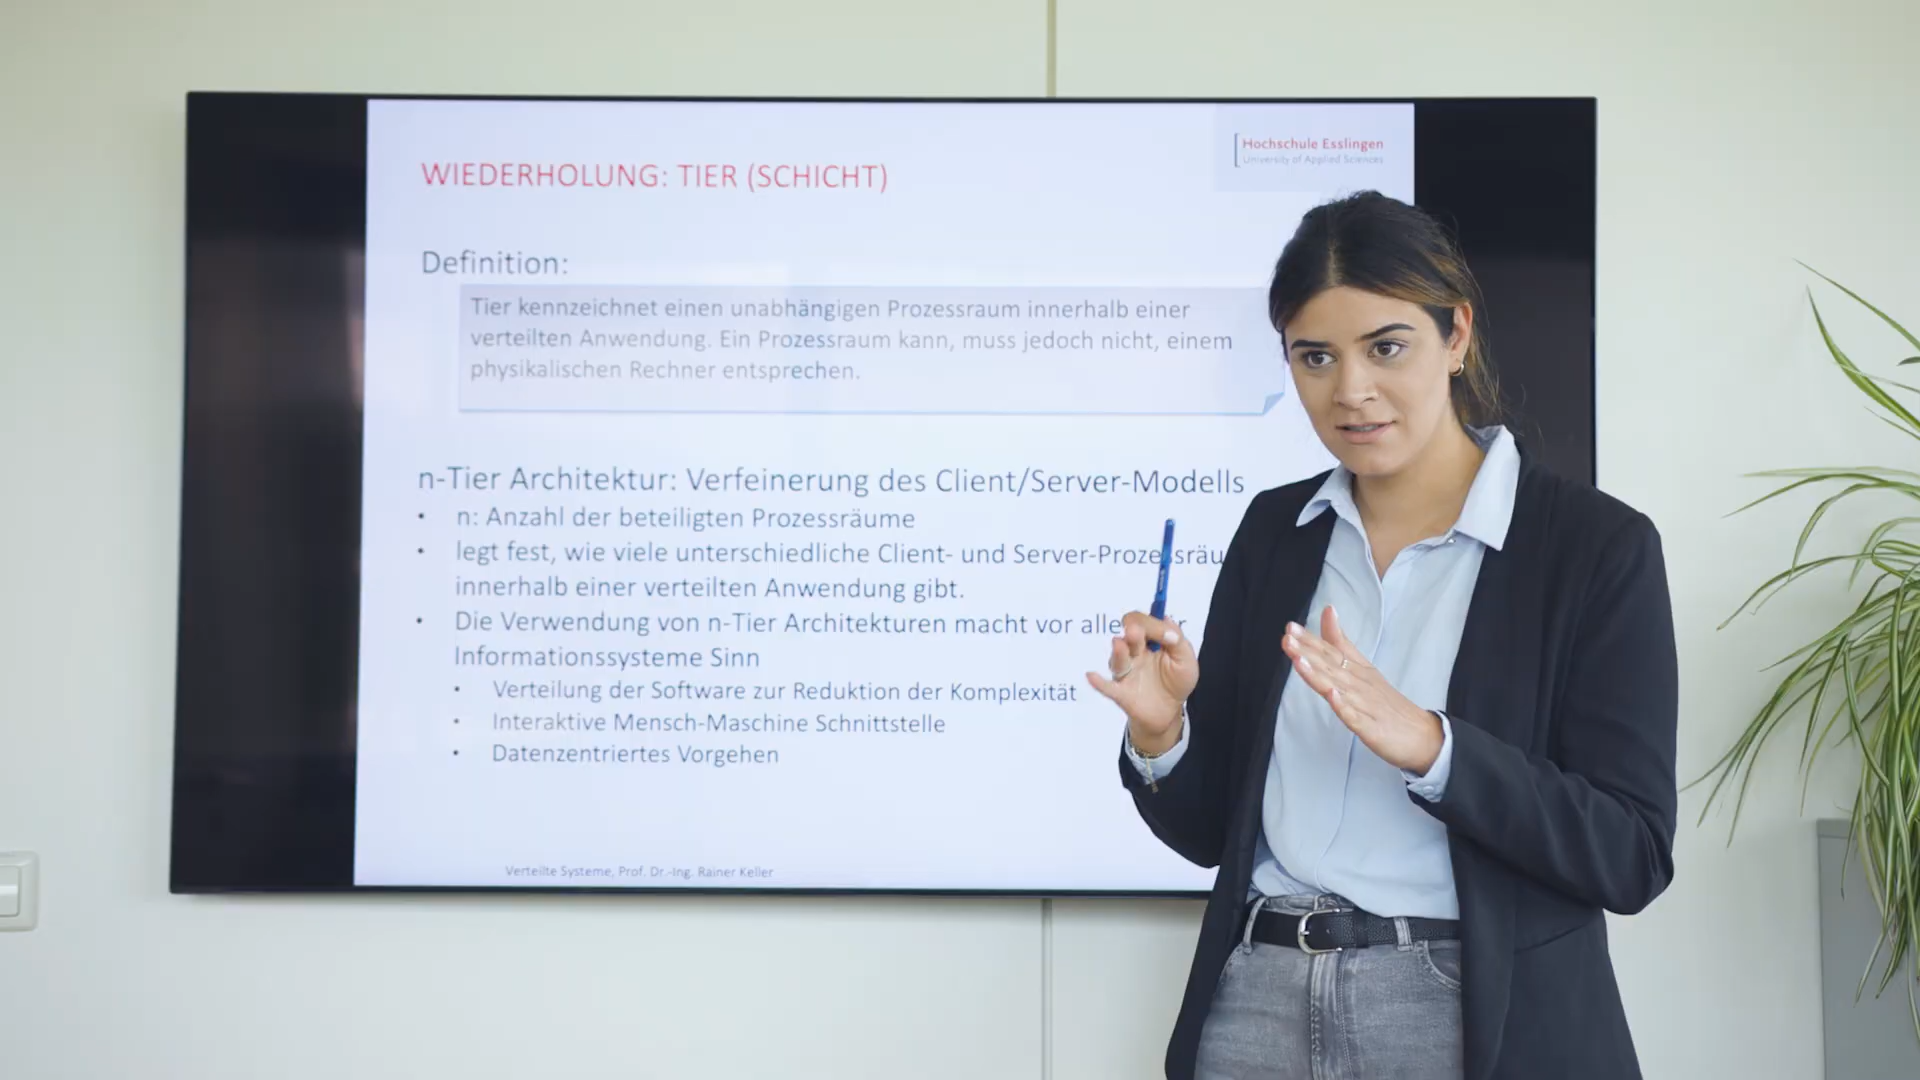 Hochschule Esslingen
University of Applied Sciences
WIEDERHOLUNG: TIER (SCHICHT)
Definition:
Tier kennzeichnet einen unabhängigen Prozessraum innerhalb einer
verteilten Anwendung. Ein Prozessraum kann, muss jedoch nicht, einem
physikalischen Rechner entsprechen.
n-Tier Architektur: Verfeinerung des Client/Server-Modells
• n: Anzahl der beteiligten Prozessräume
• legt fest, wie viele unterschiedliche Client- und
innerhalb einer verteilten Anwendung gibt.
• Die Verwendung von n-Tier Architekturen macht vor
Informationssysteme Sinn
• Verteilung der Software zur Reduktion der Komplexität
• Interaktive Mensch-Maschine Schnittstelle
• Datenzentriertes Vorgehen
Verteilte Systeme, Prof. Dr.-Ing. Rainer Keller